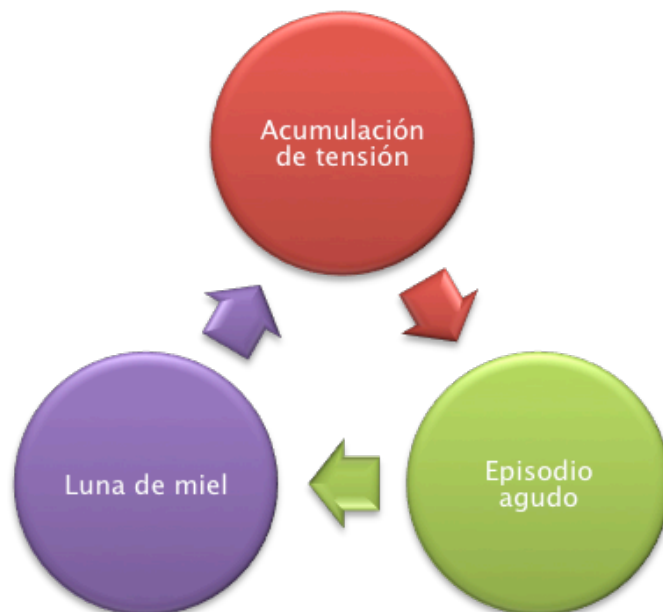 Acumulación
de tensión
Episodio
agudo
Luna de miel